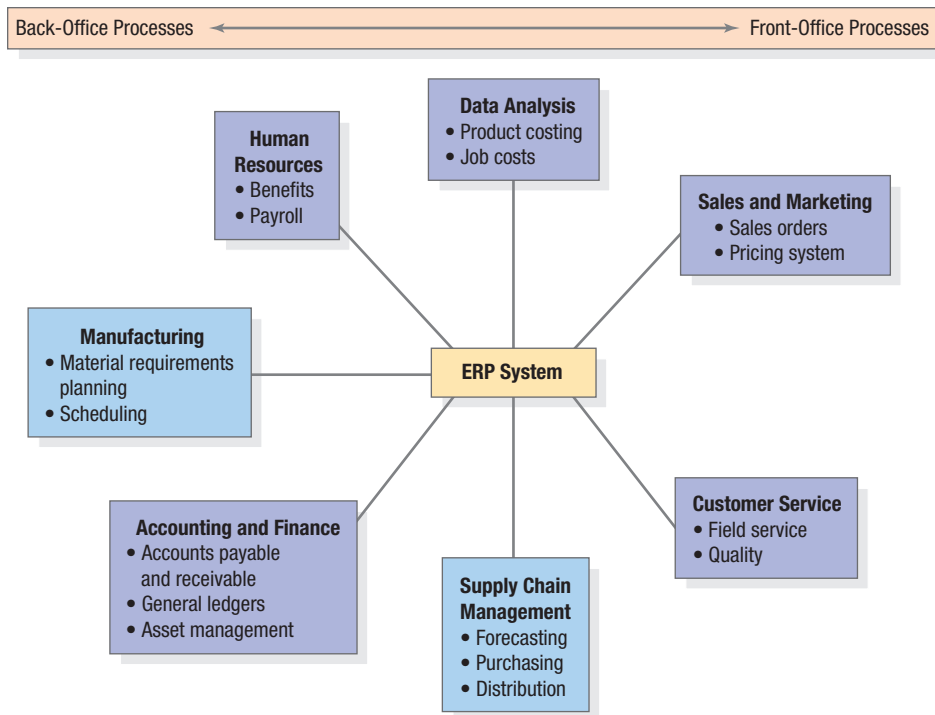 Back-Office Processes
Front-Office Processes
Data Analysis
• Product costing
• Job costs
Human
Resources
• Benefits
• Payroll
Sales and Marketing
• Sales orders
• Pricing system
Manufacturing
• Material requirements
planning
• Scheduling
ERP System
Accounting and Finance
• Accounts payable
and receivable
• General ledgers
• Asset management
Supply Chain
Management
• Forecasting
• Purchasing
• Distribution
Customer Service
• Field service
• Quality